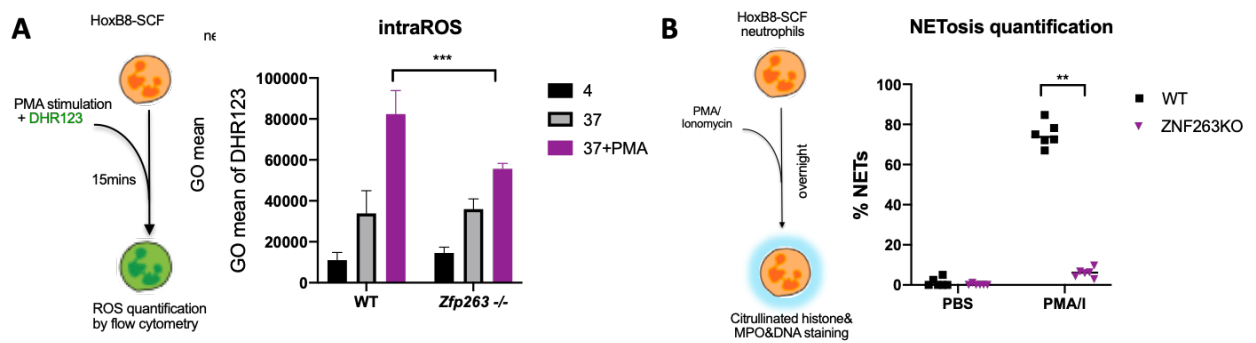 A
HoxB8-SCF
PMA stimulation
+ DHR123
15mins
ROS quantification
by flow cytometry
GO mean
intraROS
***
GO mean of DHR123
100000
80000
60000
40000
20000
0
WT
Zfp263 -/-
4
37
37+PMA
B
HoxB8-SCF
neutrophils
PMA/
Ionomycin
overnight
Citrullinated histone&
MPO&DNA staining
NETosis quantification
**
% NETs
100
80
60
40
20
0
PBS
PMA/I
WT
ZNF263KO